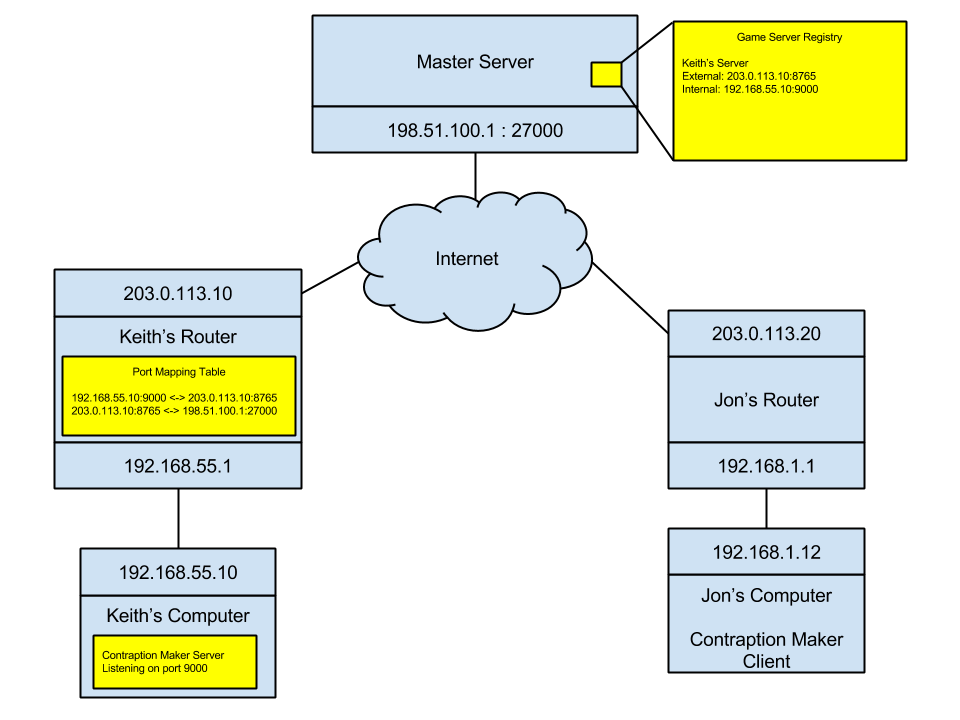 Master Server
198.51.100.1 : 27000
Game Server Registry
Keith's Server
External: 203.0.113.10:8765
Internal: 192.168.55.10:9000
Internet
203.0.113.10
Keith's Router
Port Mapping Table
192.168.55.10:9000 <-> 203.0.113.10:8765
203.0.113.10:8765 <-> 198.51.100.1:27000
192.168.55.1
192.168.55.10
Keith's Computer
Contraption Maker Server
Listening on port 9000
203.0.113.20
Jon's Router
192.168.1.1
192.168.1.12
Jon's Computer
Contraption Maker
Client